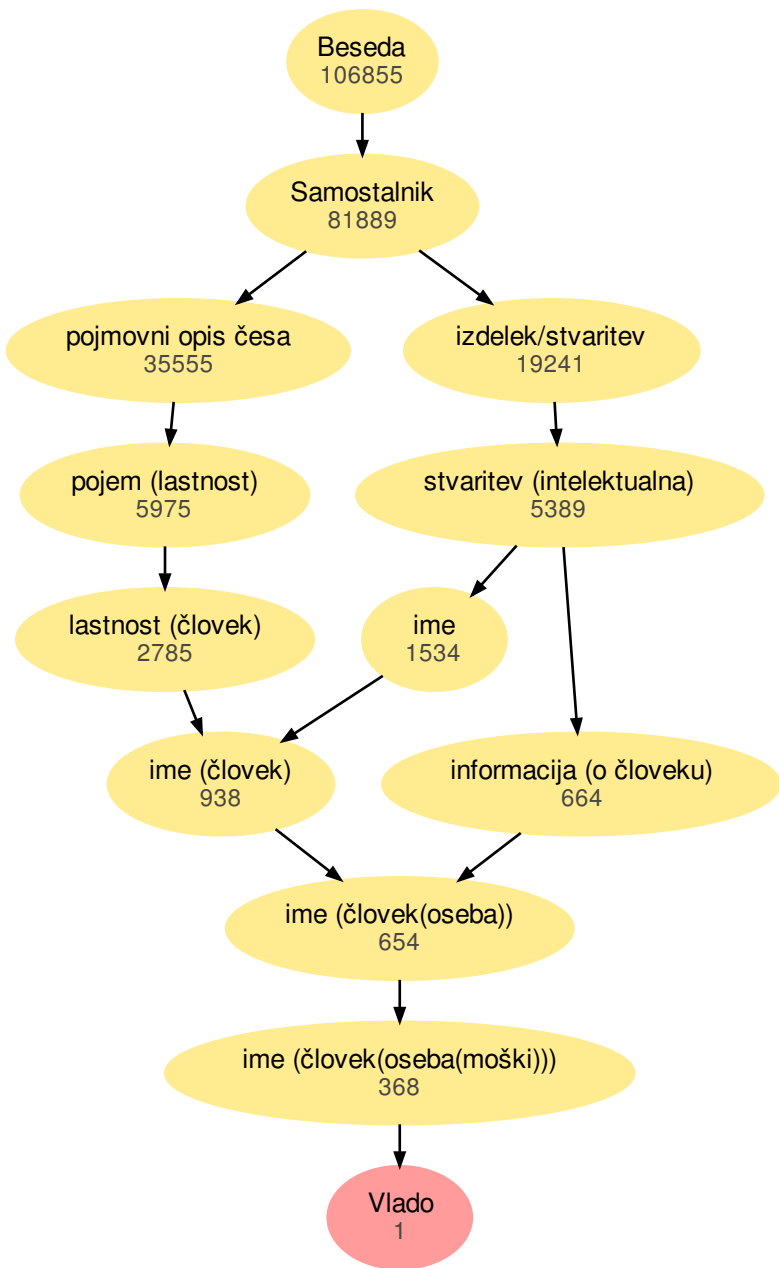 Beseda
106855
Samostalnik
81889
pojmovni opis česa
35555
izdelek/stvaritev
19241
pojem (lastnost)
5975
stvaritev (intelektualna)
5389
lastnost (človek)
2785
ime
1534
ime (človek)
938
informacija (o človeku)
664
ime (človek(oseba))
654
ime (človek(oseba(moški)))
368
Vlado
1